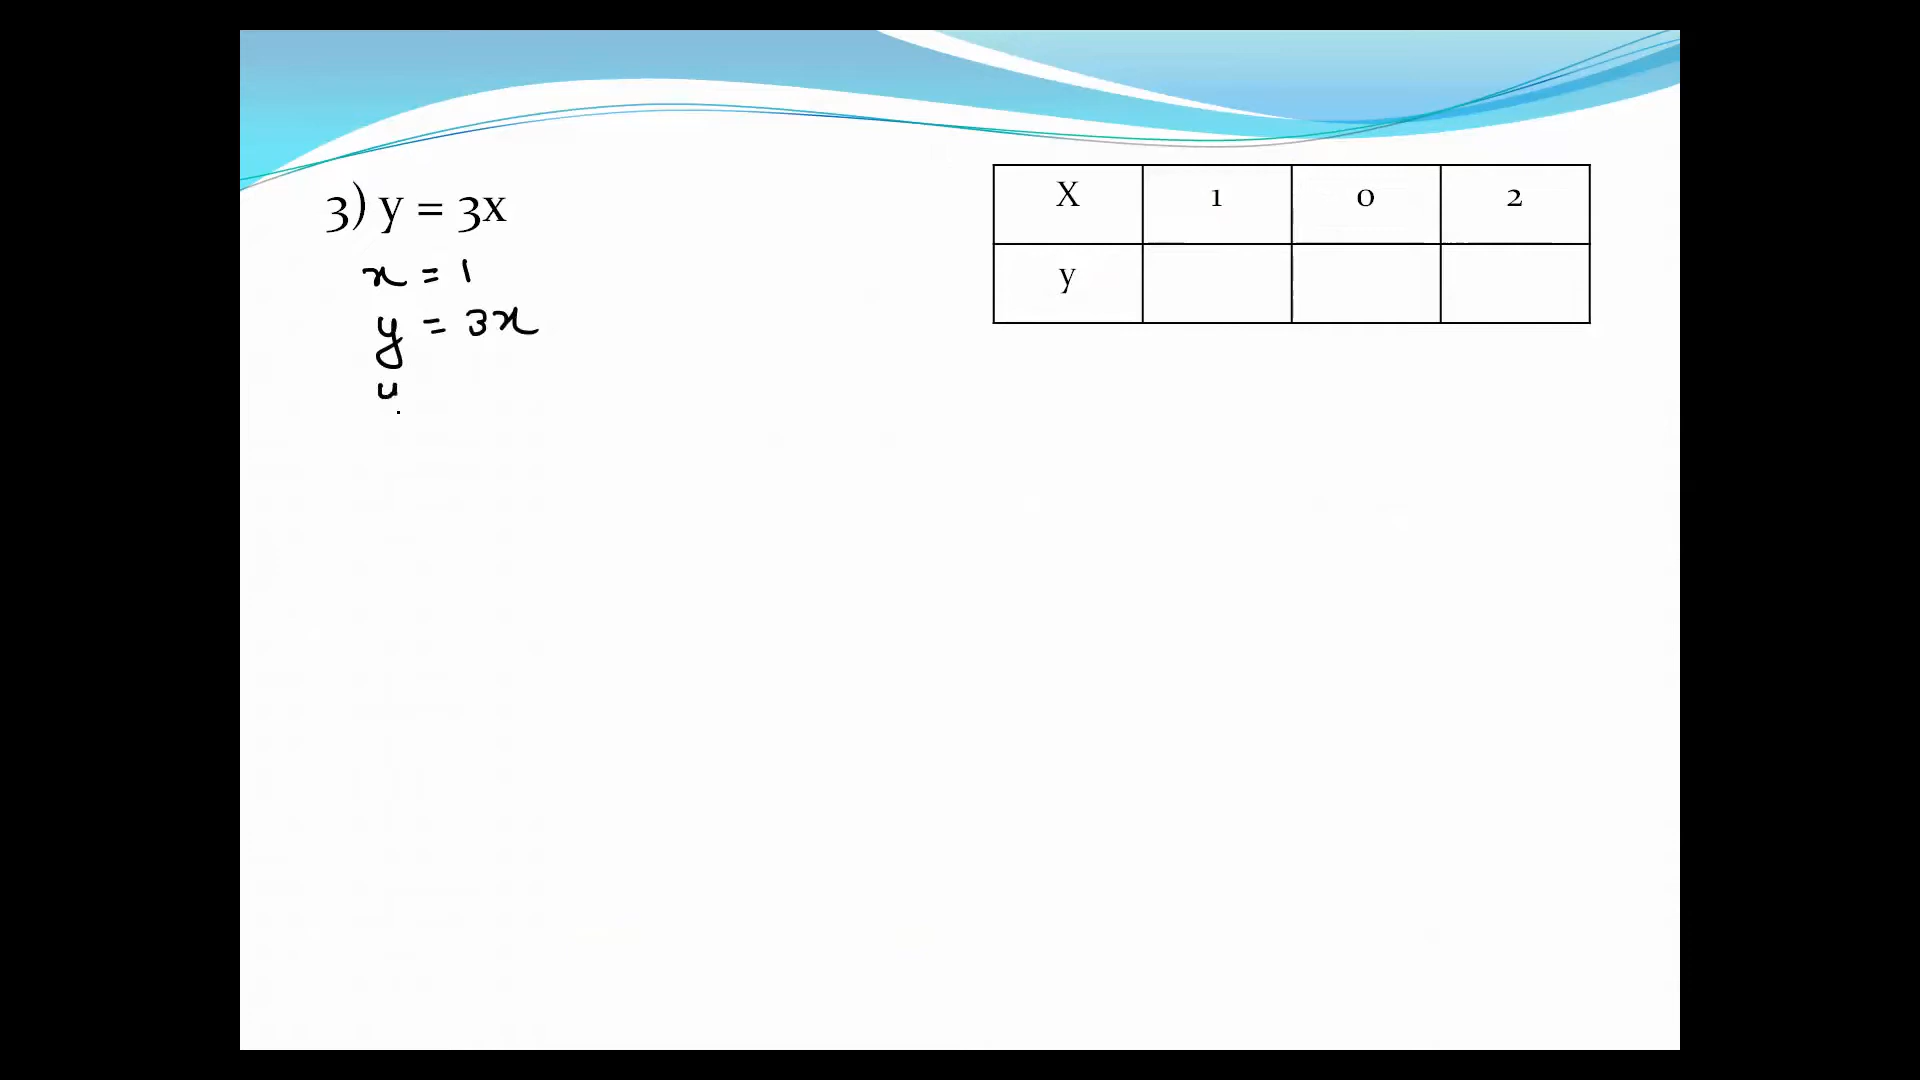 3) y = 3x
x = 1
y = 3x
X 1 0 2
y